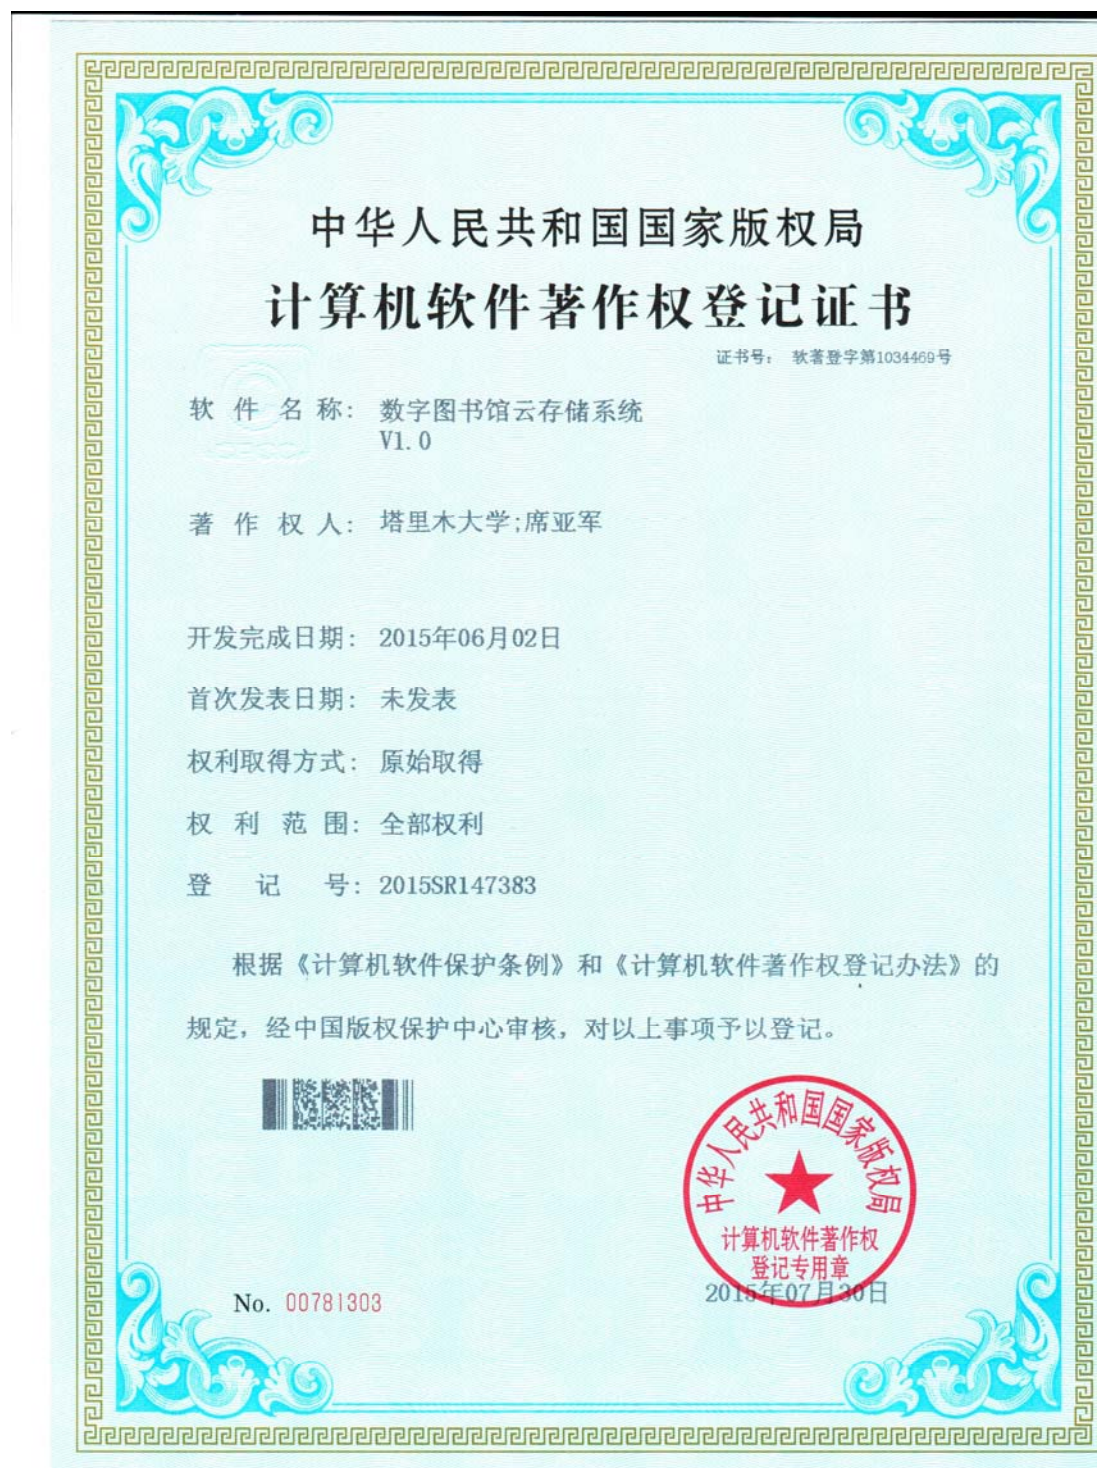 中华人民共和国国家版权局
计算机软件著作权登记证书
证书号： 软著登字第1034469号
软件名称： 数字图书馆云存储系统
V1.0
著作权人： 塔里木大学;席亚军
开发完成日期： 2015年06月02日
首次发表日期： 未发表
权利取得方式： 原始取得
权利范围： 全部权利
登记号： 2015SR147383
根据《计算机软件保护条例》和《计算机软件著作权登记办法》的
规定，经中国版权保护中心审核，对以上事项予以登记。
中华人民共和国国家版权局
计算机软件著作权
登记专用章
2015年07月30日
No. 00781303